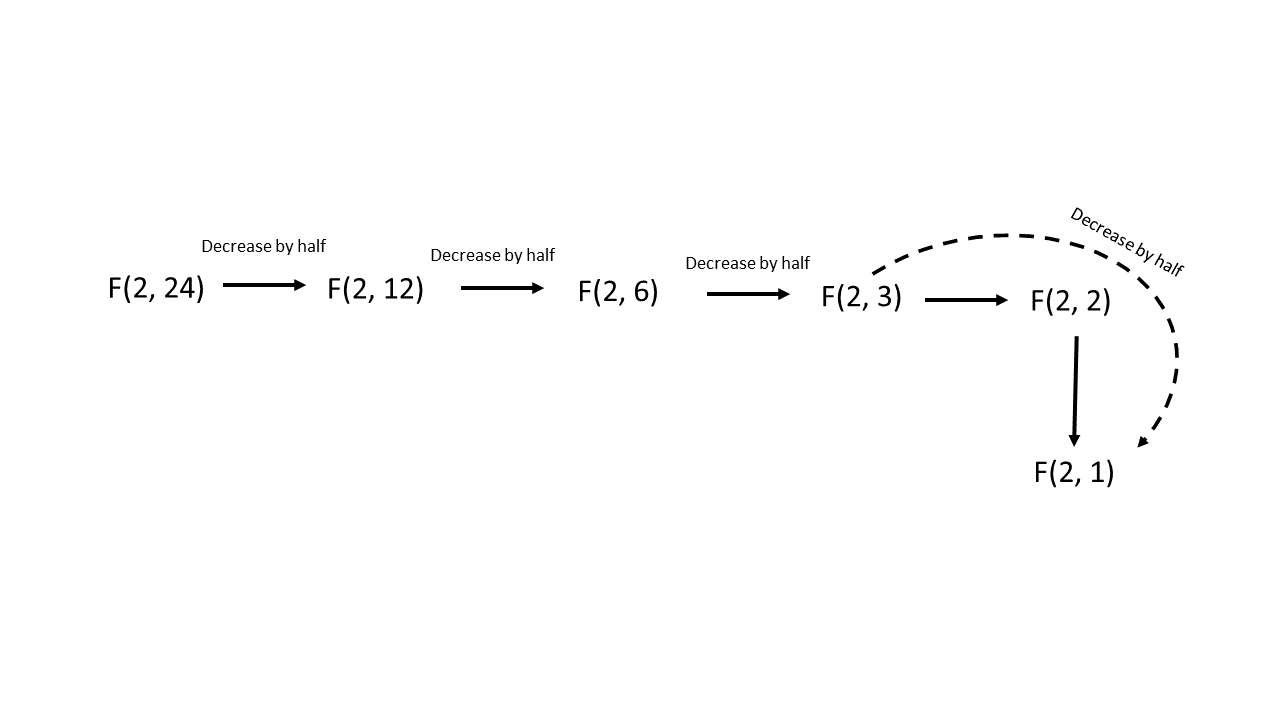 Decrease by half
Decrease by half
Decrease by half
Decrease by half
F(2, 24)
F(2, 12)
F(2, 6)
F(2, 3)
F(2, 2)
F(2, 1)